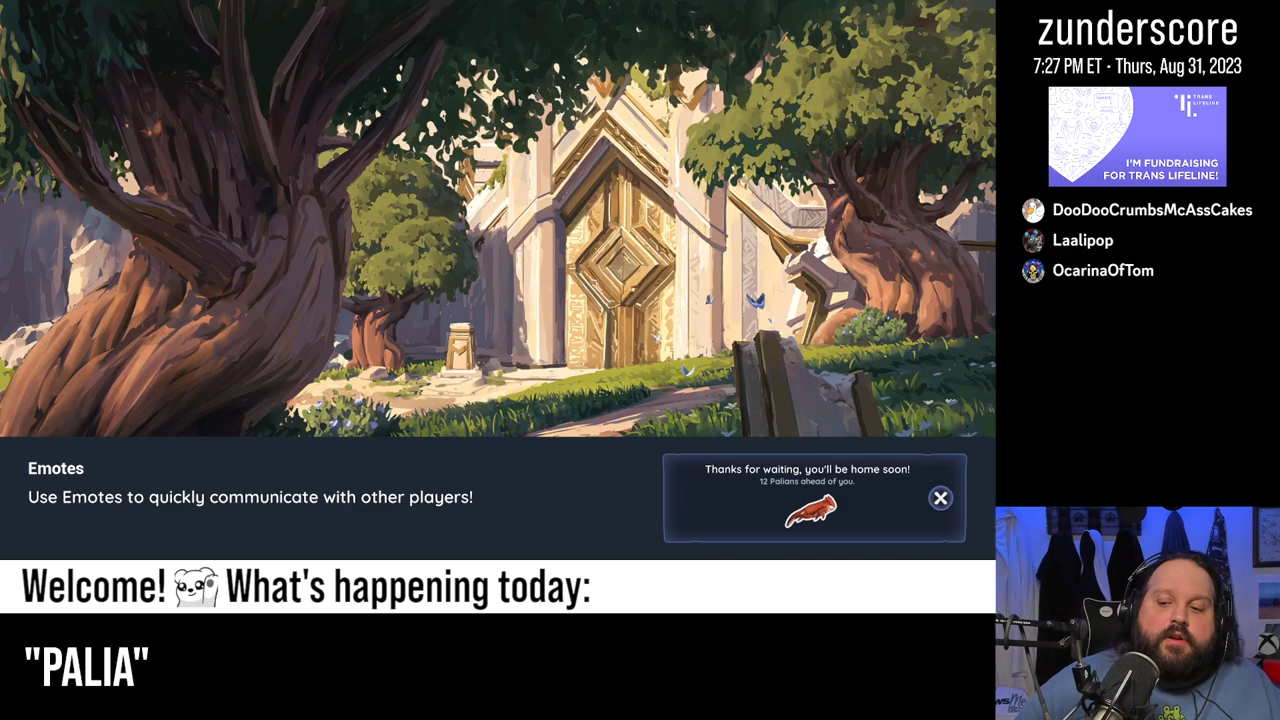 zunderscore
7:27 PM ET · Thurs, Aug 31, 2023
TRANS
LIFELINE
I'M FUNDRAISING
FOR TRANS LIFELINE!
DooDooCrumbsMcAssCakes
Laalipop
OcarinaOfTom
Emotes
Use Emotes to quickly communicate with other players!
Thanks for waiting, you'll be home soon!
12 Palians ahead of you.
Welcome! What's happening today:
"PALIA"